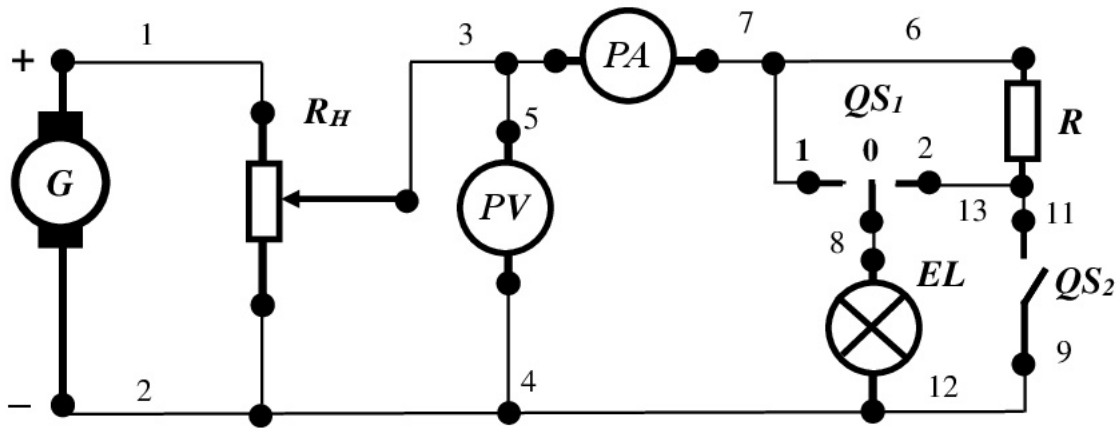 1 3 7 6
+ PA QS₁
R_H 5 R
1 0 2
G PV 13 11
8 EL QS₂
9
2 4 12
–